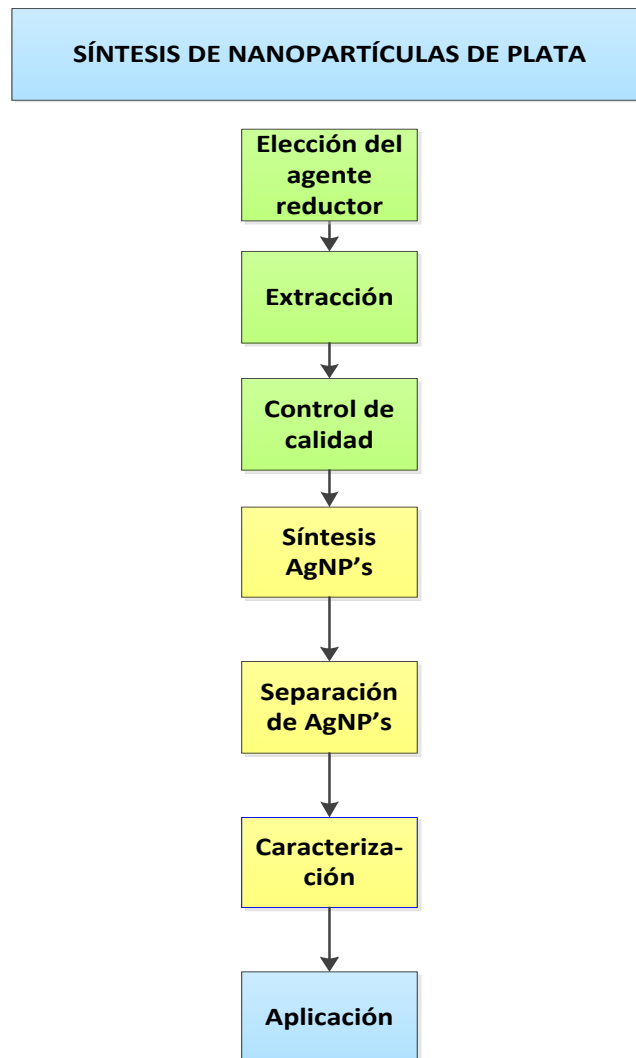 SÍNTESIS DE NANOPARTÍCULAS DE PLATA
Elección del
agente
reductor
Extracción
Control de
calidad
Síntesis
AgNP’s
Separación
de AgNP’s
Caracteriza-
ción
Aplicación